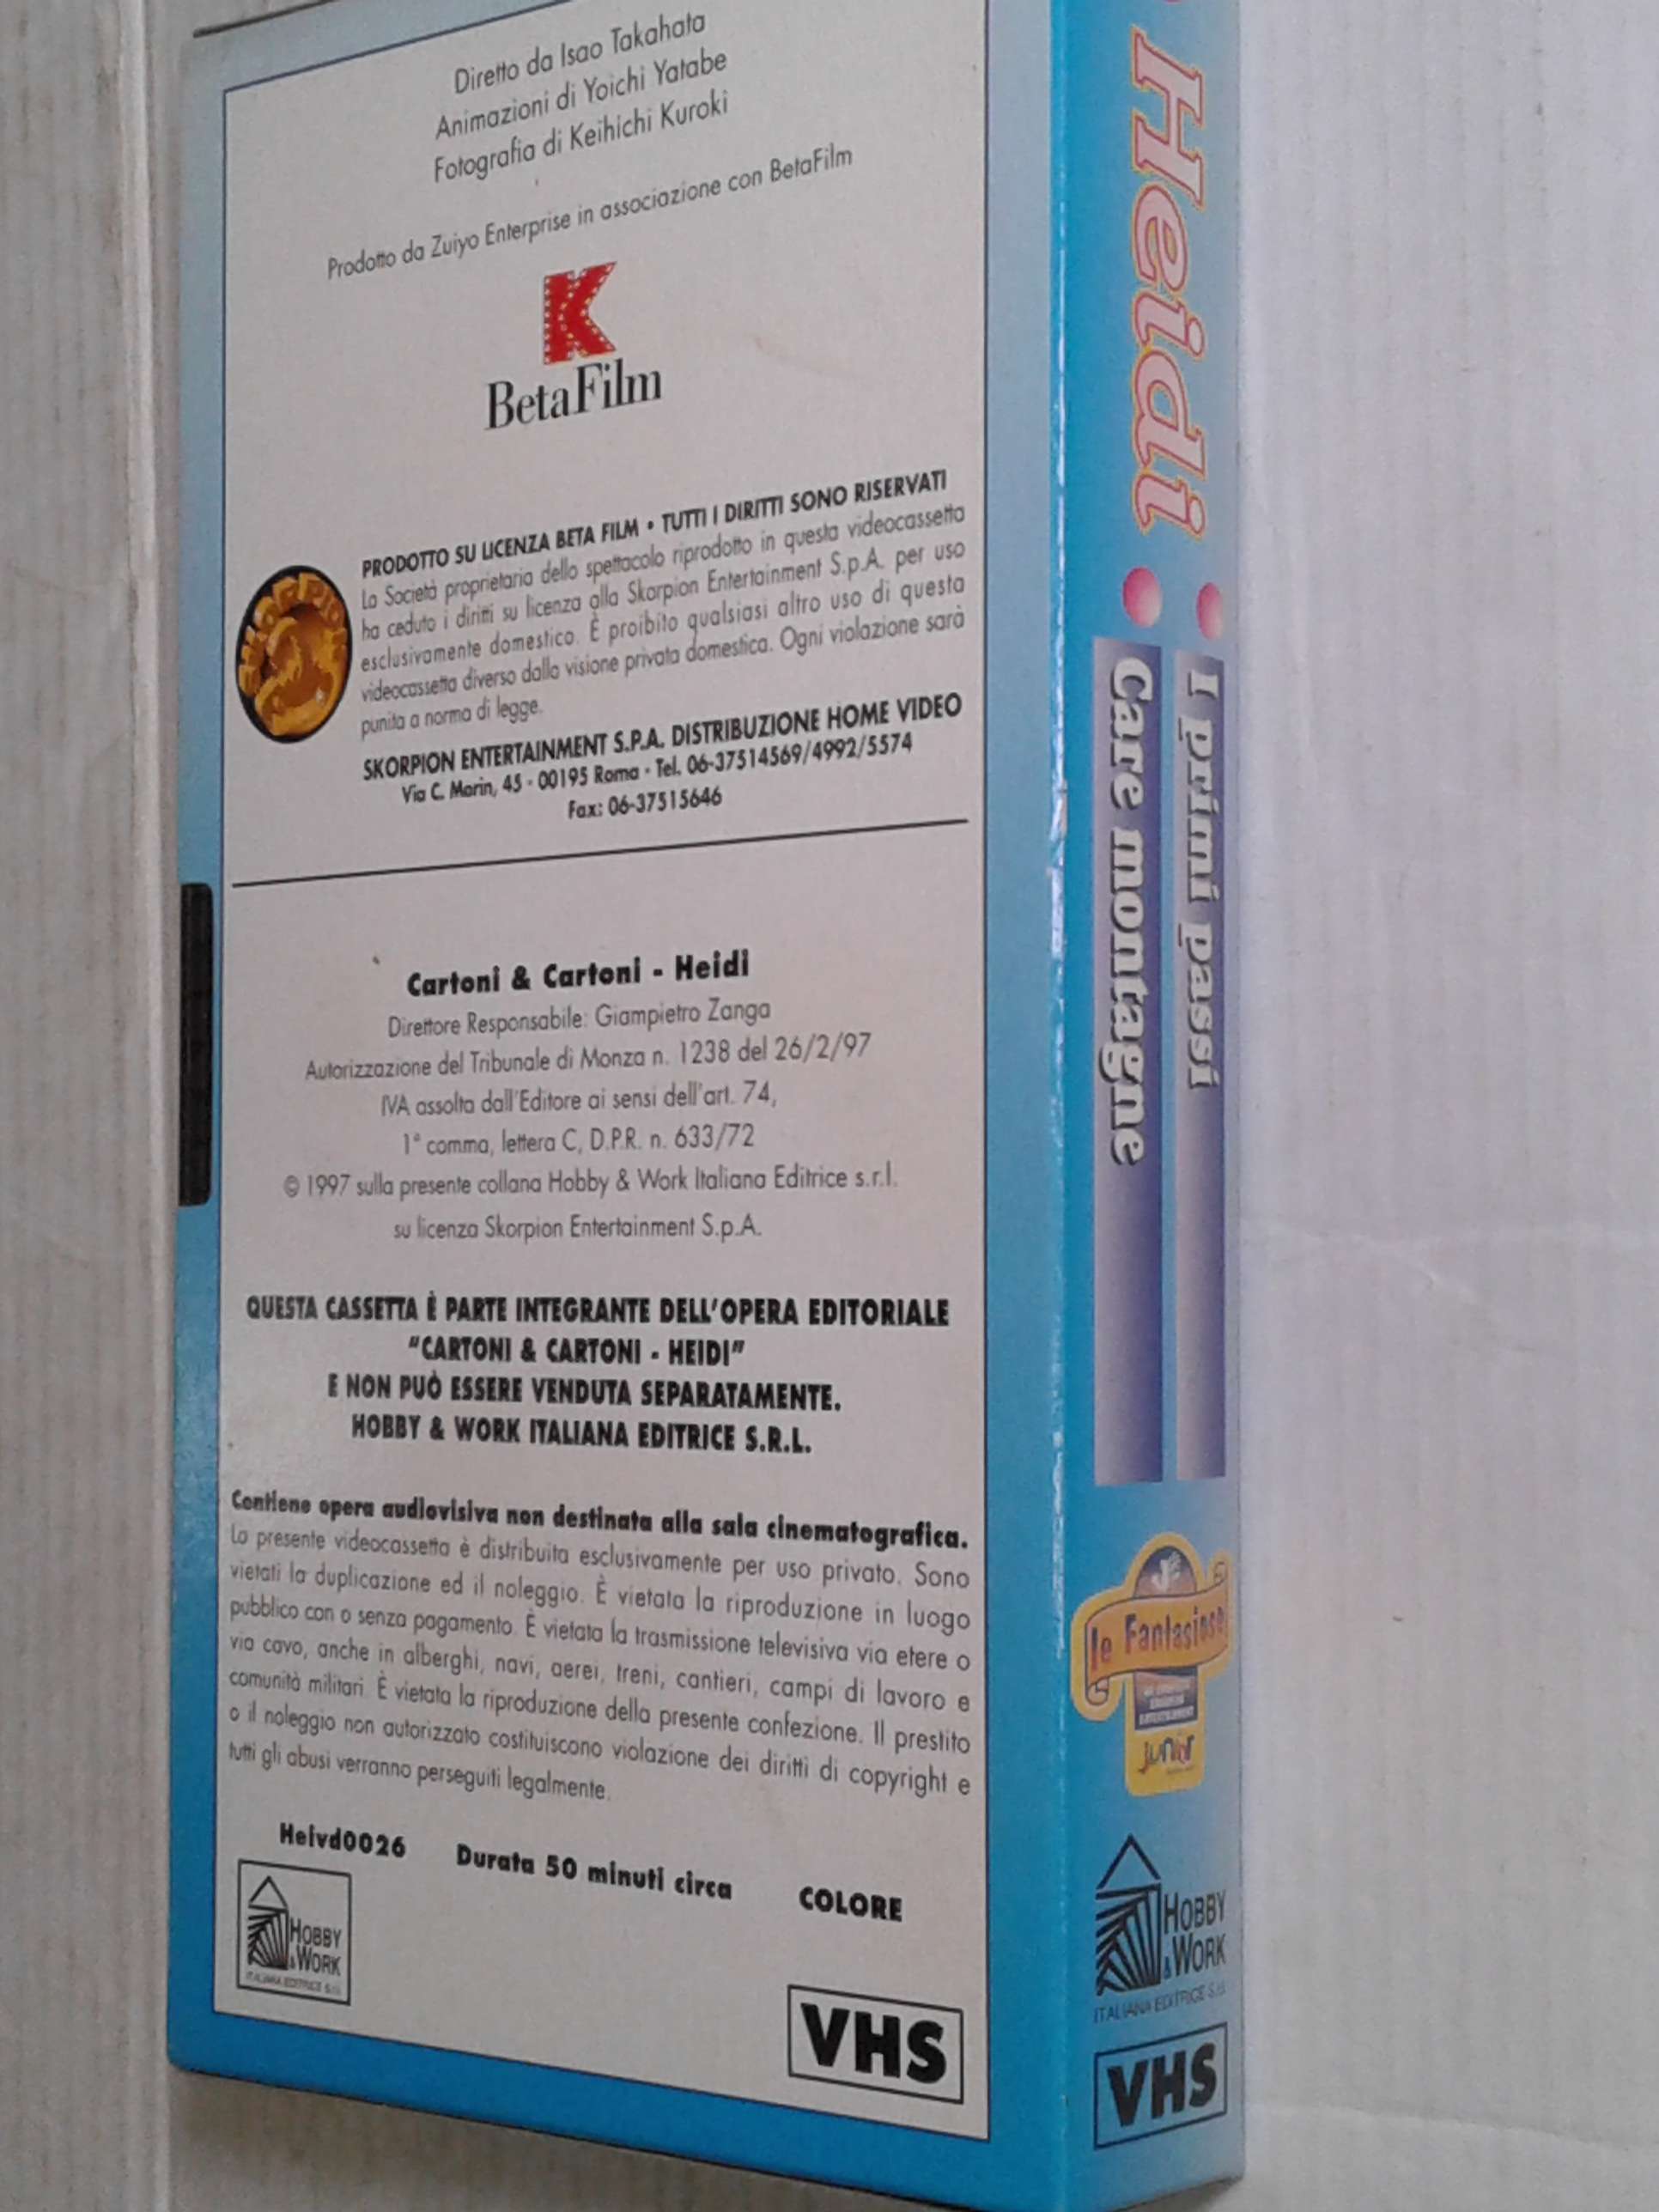 Diretto da Isao Takahata
Animazioni di Yoichi Yatabe
Fotografia di Keihichi Kuroki
Prodotto da Zuiyo Enterprise in associazione con BetaFilm
K
BetaFilm
SKORPION
PRODOTTO SU LICENZA BETA FILM • TUTTI I DIRITTI SONO RISERVATI
La Società proprietaria dello spettacolo riprodotto in questa videocassetta
ha ceduto i diritti su licenza alla Skorpion Entertainment S.p.A. per uso
esclusivamente domestico. È proibito qualsiasi altro uso di questa
videocassetta diverso dalla visione privata domestica. Ogni violazione sarà
punita a norma di legge.
SKORPION ENTERTAINMENT S.P.A. DISTRIBUZIONE HOME VIDEO
Via C. Morin, 45 - 00195 Roma - Tel. 06-37514569/4992/5574
Fax: 06-37515646
Cartoni & Cartoni - Heidi
Direttore Responsabile: Giampietro Zanga
Autorizzazione del Tribunale di Monza n. 1238 del 26/2/97
IVA assolta dall'Editore ai sensi dell'art. 74,
1° comma, lettera C, D.P.R. n. 633/72
© 1997 sulla presente collana Hobby & Work Italiana Editrice s.r.l.
su licenza Skorpion Entertainment S.p.A.
QUESTA CASSETTA È PARTE INTEGRANTE DELL'OPERA EDITORIALE
"CARTONI & CARTONI - HEIDI"
E NON PUÒ ESSERE VENDUTA SEPARATAMENTE.
HOBBY & WORK ITALIANA EDITRICE S.R.L.
Contiene opera audiovisiva non destinata alla sala cinematografica.
La presente videocassetta è distribuita esclusivamente per uso privato. Sono
vietati la duplicazione ed il noleggio. È vietata la riproduzione in luogo
pubblico con o senza pagamento. È vietata la trasmissione televisiva via etere o
via cavo, anche in alberghi, navi, aerei, treni, cantieri, campi di lavoro e
comunità militari. È vietata la riproduzione della presente confezione. Il prestito
o il noleggio non autorizzato costituiscono violazione dei diritti di copyright e
tutti gli abusi verranno perseguiti legalmente.
Heivd0026 Durata 50 minuti circa COLORE
HOBBY
& WORK
ITALIANA EDITRICE S.r.l.
VHS
Heidi
I primi passi
Care montagne
le Fantasiose
ENTERTAINMENT
Junior
HOBBY
& WORK
ITALIANA EDITRICE S.r.l.
VHS